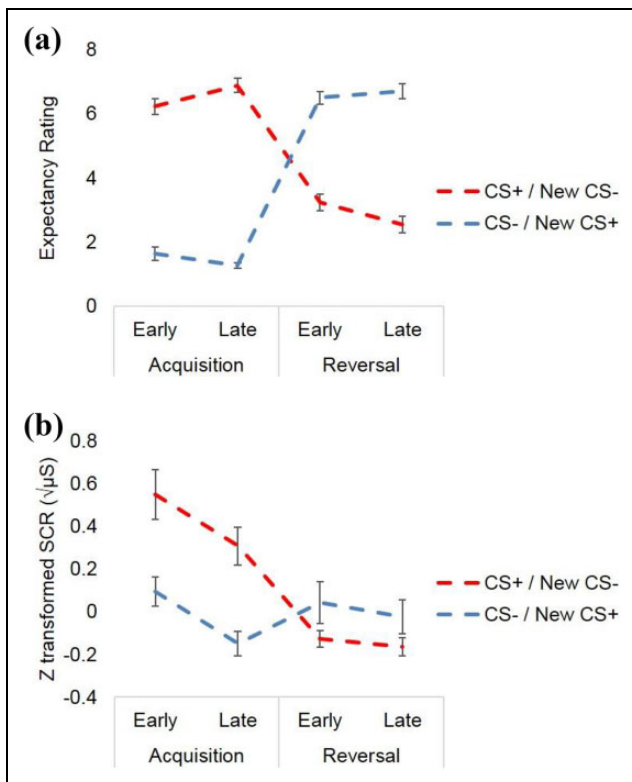 (a)
8
6
4
2
0
Expectancy Rating
CS+ / New CS-
CS- / New CS+
Early Late Early Late
Acquisition Reversal
(b)
0.8
0.6
0.4
0.2
0
-0.2
-0.4
Z transformed SCR (√µS)
CS+ / New CS-
CS- / New CS+
Early Late Early Late
Acquisition Reversal